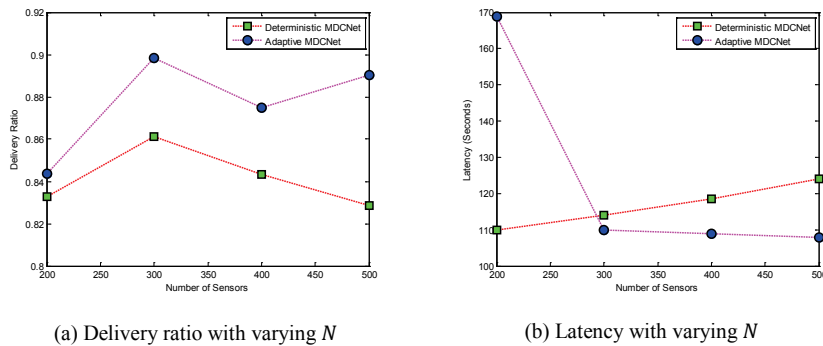 0.92
0.9
0.88
0.86
0.84
0.82
0.8
200
250
300
350
400
450
500
Delivery Ratio
Number of Sensors
Deterministic MDCNet
Adaptive MDCNet
(a) Delivery ratio with varying N
170
160
150
140
130
120
110
100
200
250
300
350
400
450
500
Latency (Seconds)
Number of Sensors
Deterministic MDCNet
Adaptive MDCNet
(b) Latency with varying N